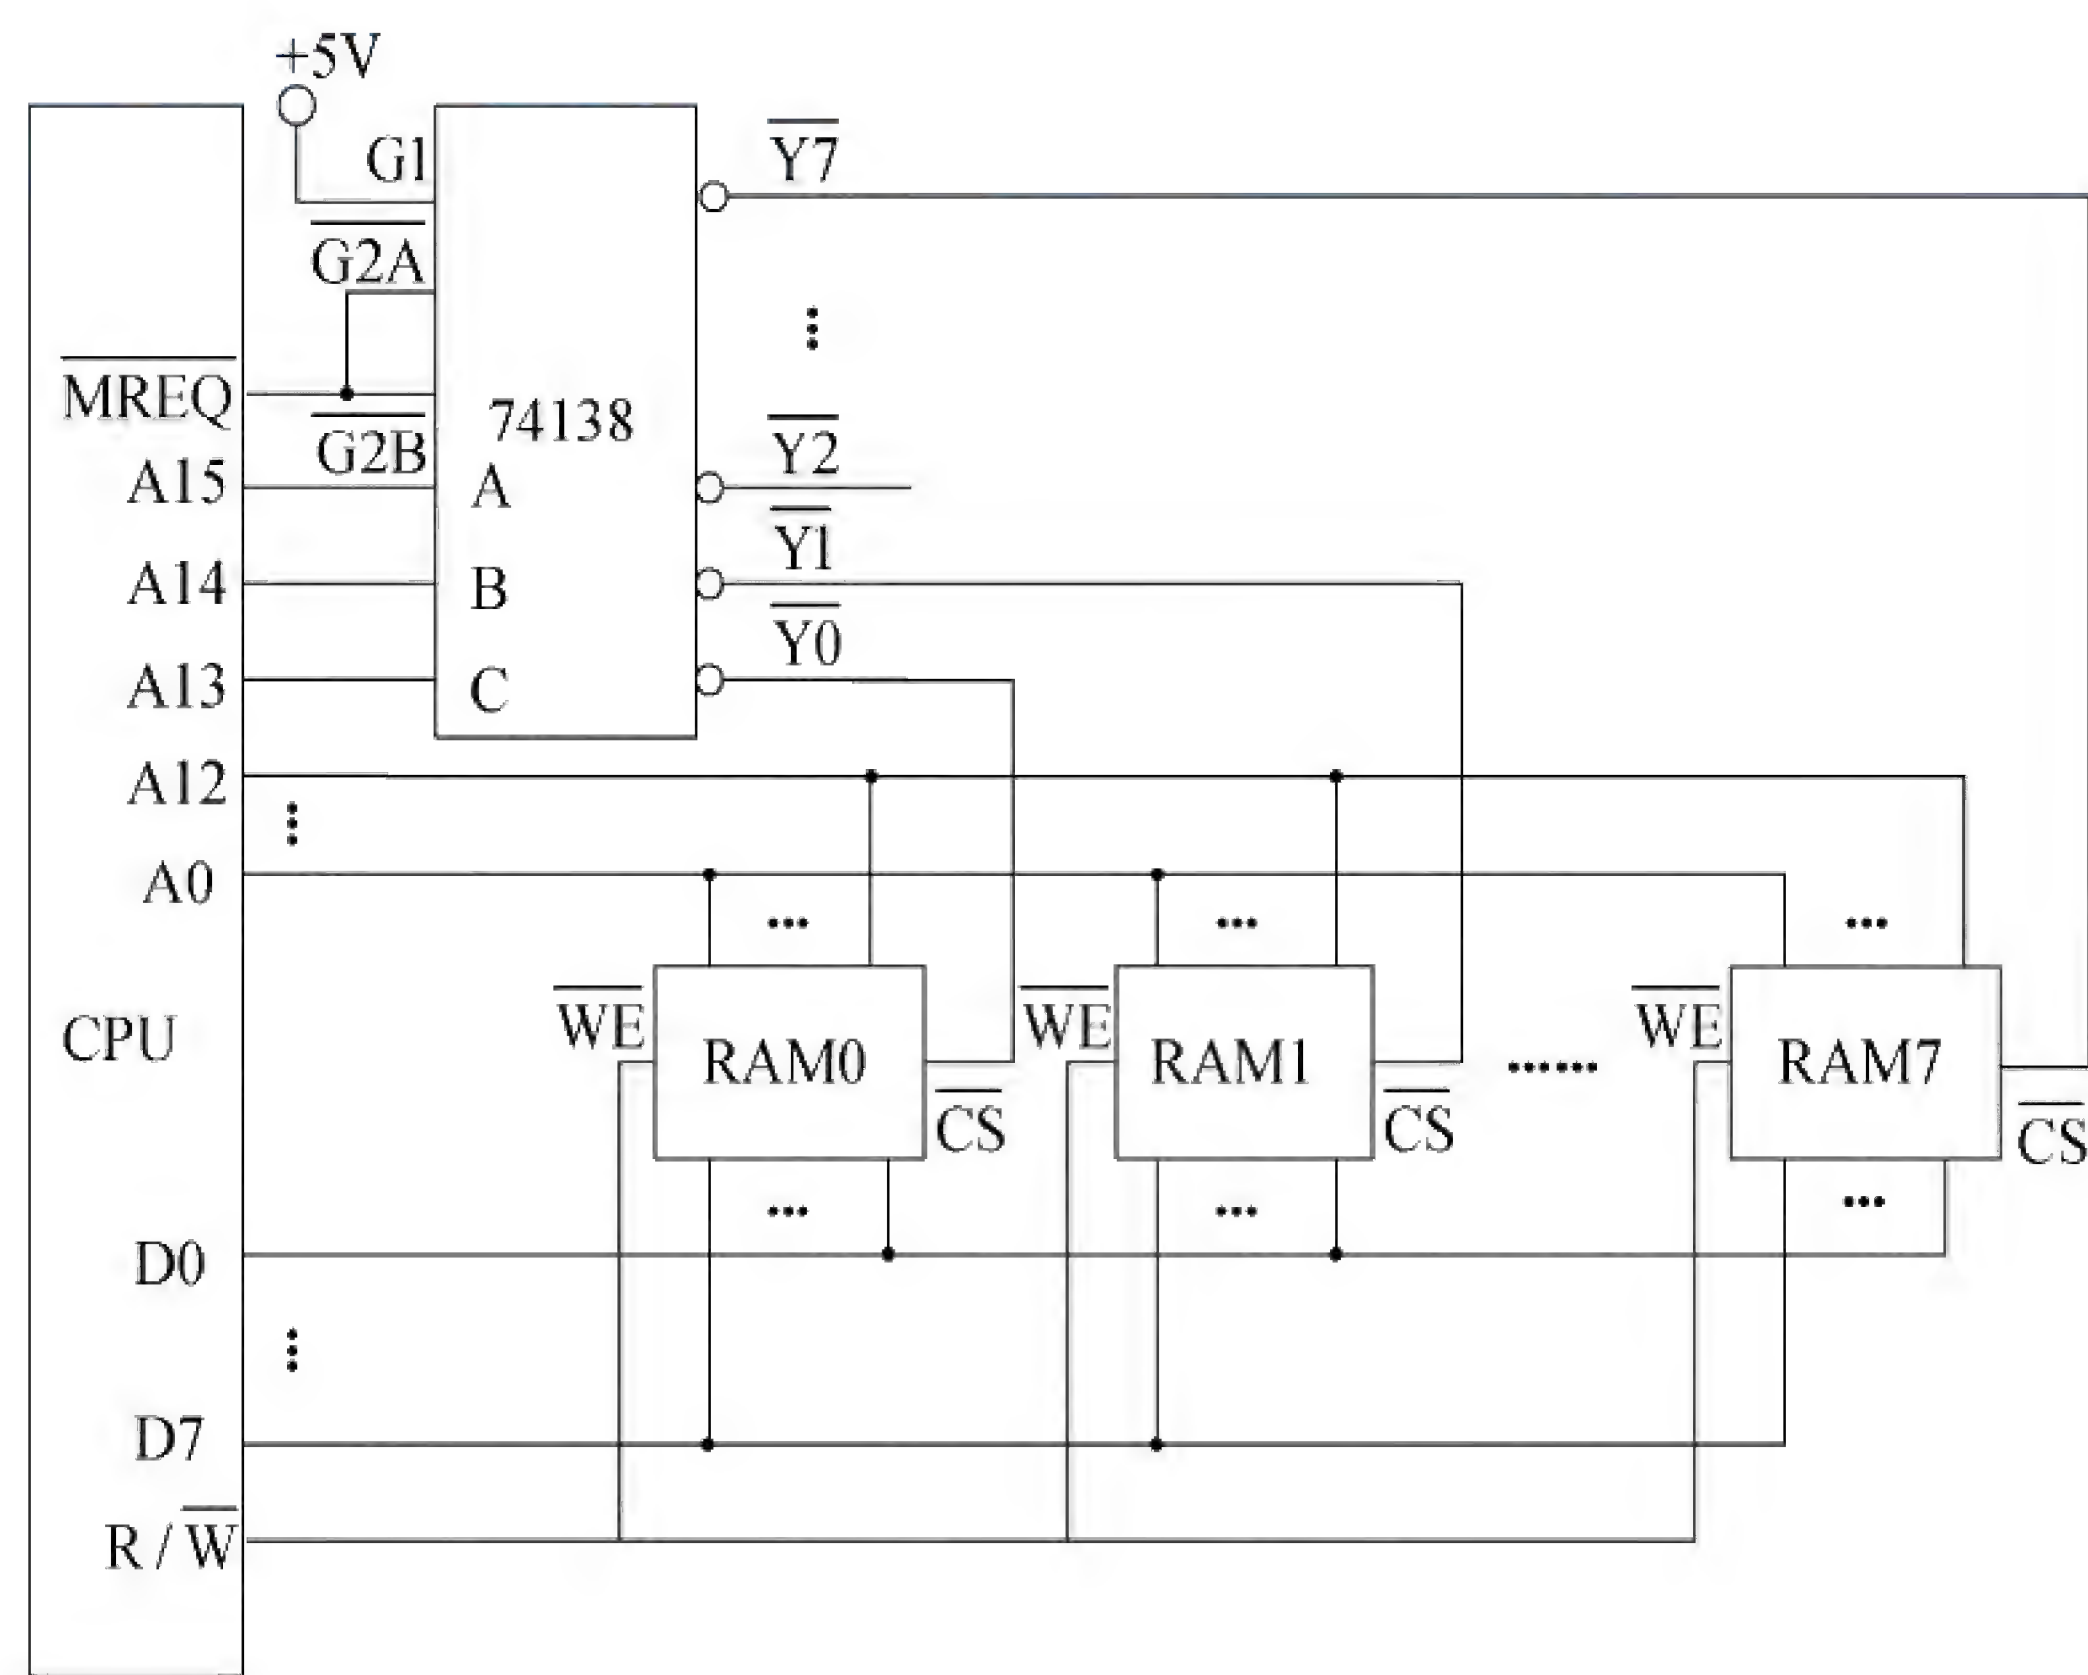 +5V
G1
Y7
G2A
MREQ
74138
G2B
Y2
A15
A
Y1
A14
B
Y0
A13
C
A12
A0
WE
WE
WE
CPU
RAM0
RAM1
RAM7
CS
CS
CS
D0
D7
R/W